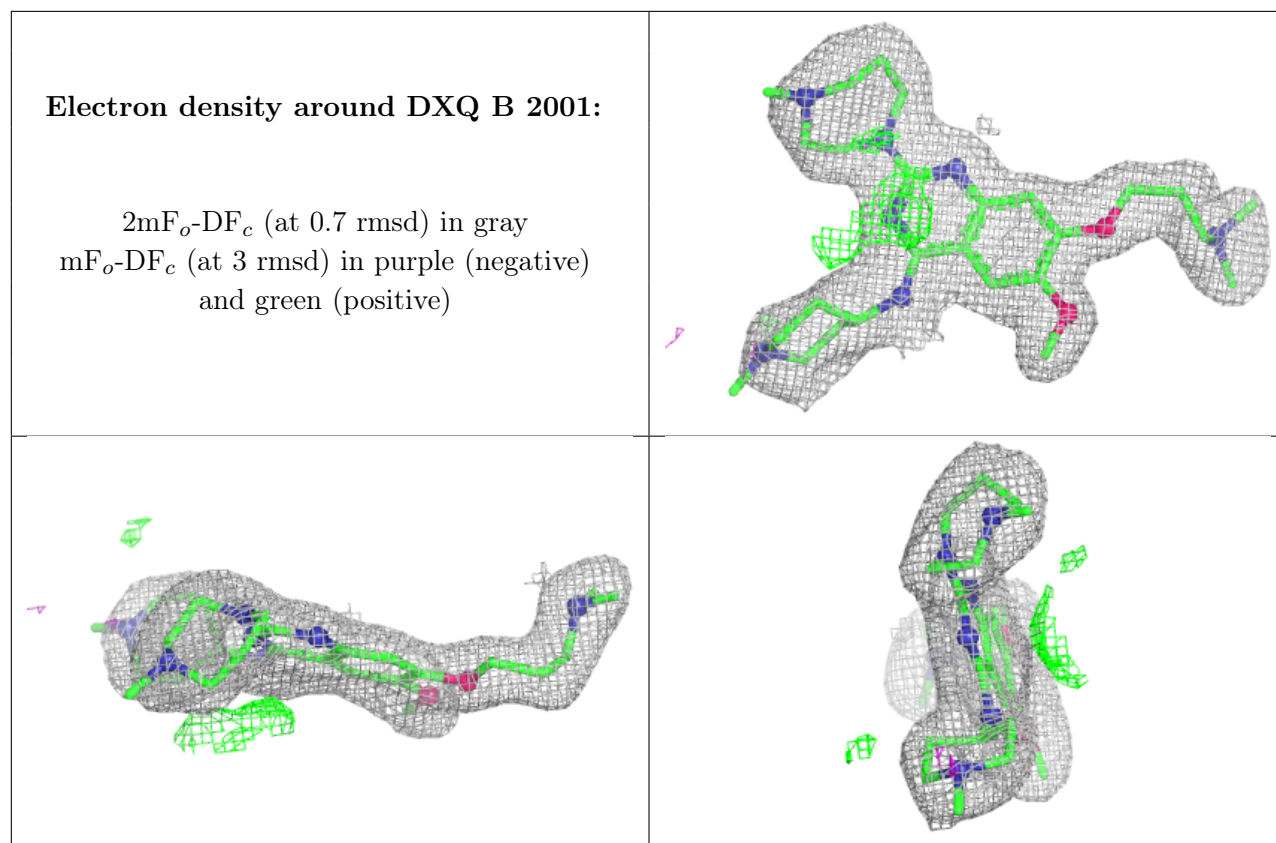 Electron density around DXQ B 2001:
2mFo-DFc (at 0.7 rmsd) in gray
mFo-DFc (at 3 rmsd) in purple (negative)
and green (positive)